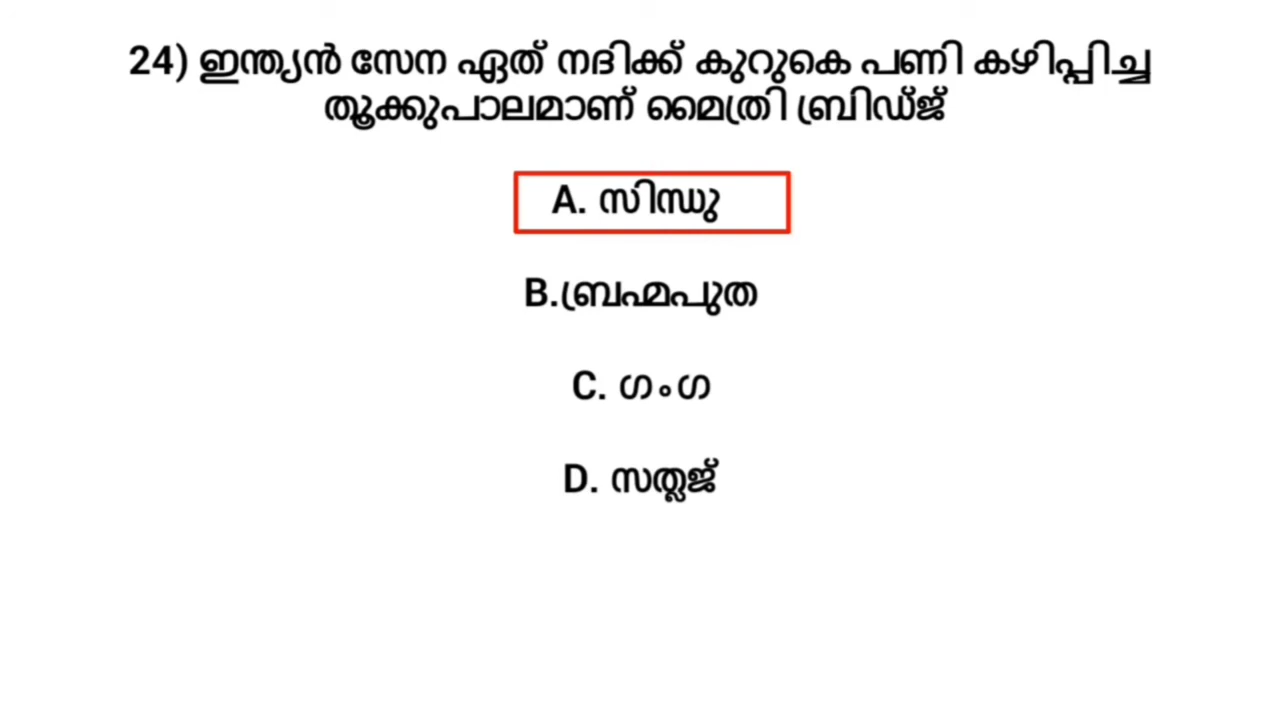 24) ഇന്ത്യൻ സേന ഏത് നദിക്ക് കുറുകെ പണി കഴിപ്പിച്ച
തൂക്കുപാലമാണ് മൈത്രി ബ്രിഡ്ജ്
A. സിന്ധു
B.ബ്രഹ്മപുത
C. ഗംഗ
D. സത്ലജ്